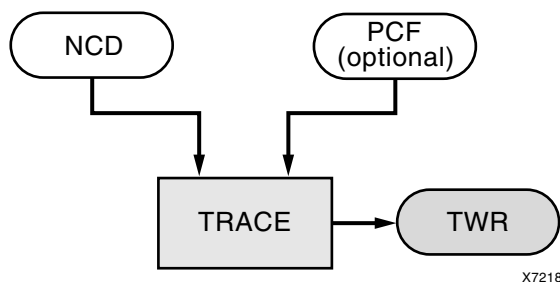 NCD
PCF
(optional)
TRACE
TWR
X7218